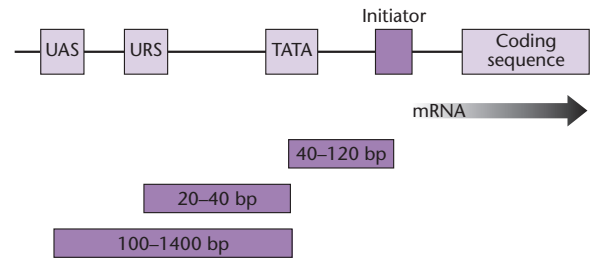 Initiator
UAS
URS
TATA
Coding
sequence
mRNA
40–120 bp
20–40 bp
100–1400 bp